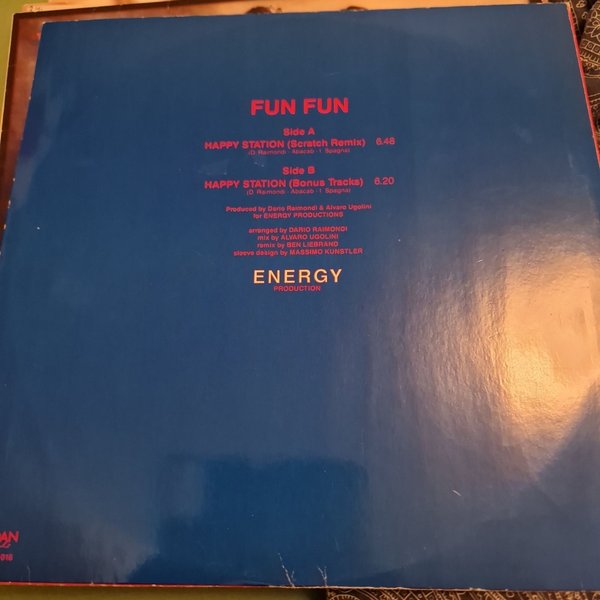 FUN FUN
Side A
HAPPY STATION (Scratch Remix) 6.48
(D. Raimondi - Abacab - I. Spagna)
Side B
HAPPY STATION (Bonus Tracks) 6.20
(D. Raimondi - Abacab - I. Spagna)
Produced by Dario Raimondi & Alvaro Ugolini
for ENERGY PRODUCTIONS
arranged by DARIO RAIMONDI
mix by ALVARO UGOLINI
remix by BEN LIEBRAND
sleeve design by MASSIMO KUNSTLER
ENERGY
PRODUCTION